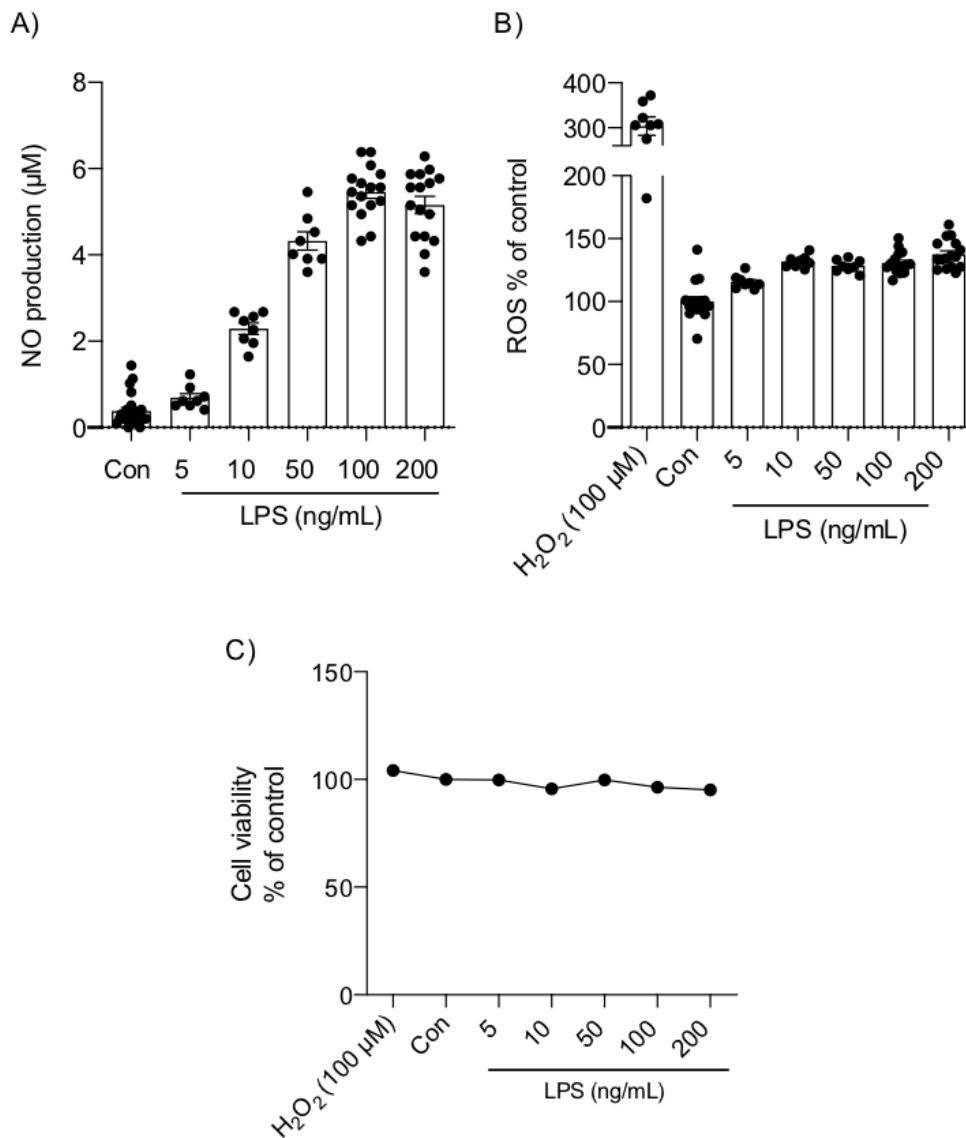 A)
NO production (µM)
8
6
4
2
0
Con 5 10 50 100 200
LPS (ng/mL)
B)
ROS % of control
400
300
200
150
100
50
0
H₂O₂ (100 µM) Con 5 10 50 100 200
LPS (ng/mL)
C)
Cell viability
% of control
150
100
50
0
H₂O₂ (100 µM) Con 5 10 50 100 200
LPS (ng/mL)